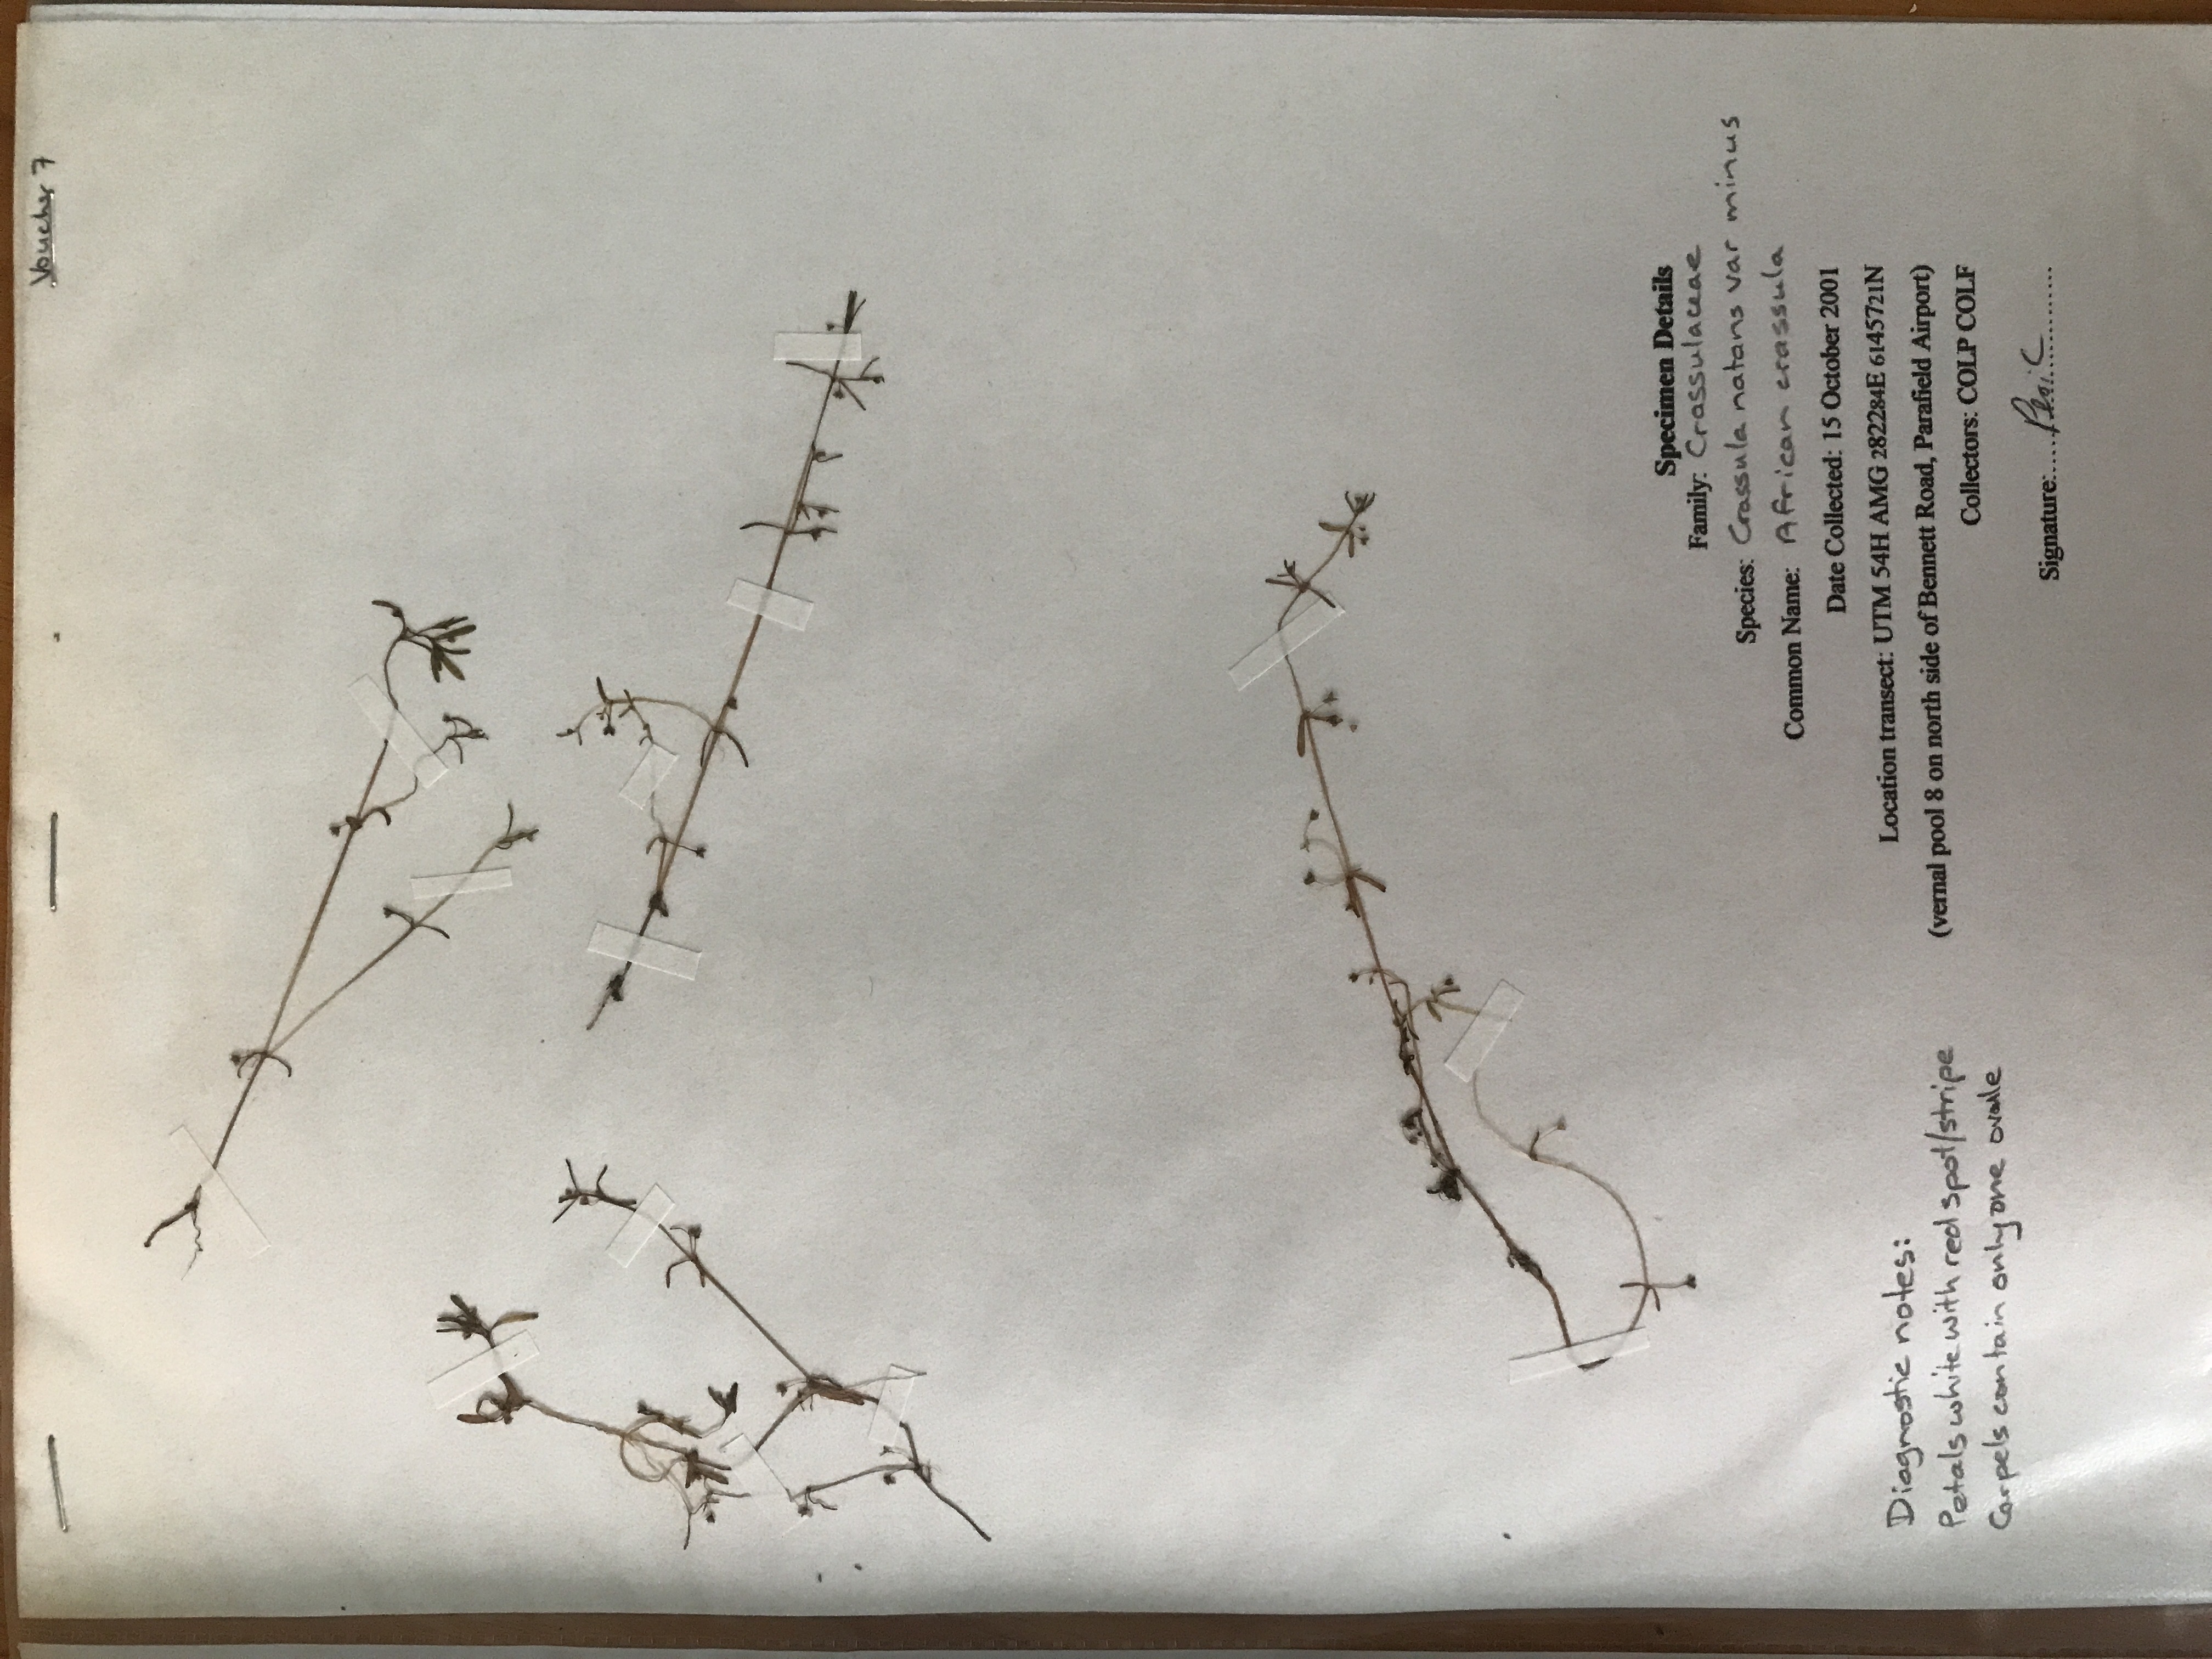 Voucher 7
Specimen Details
Family: Crassulaceae
Species: Crassula natans var minus
Common Name: African crassula
Date Collected: 15 October 2001
Location transect: UTM 54H AMG 282284E 6145721N
(vernal pool 8 on north side of Bennett Road, Parafield Airport)
Collectors: COLP COLF
Signature:
Diagnostic notes:
Petals white with red spot/stripe
Carpels contain only one ovule